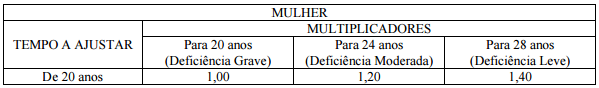 MULHER
TEMPO A AJUSTAR
MULTIPLICADORES
Para 20 anos
(Deficiência Grave)
Para 24 anos
(Deficiência Moderada)
Para 28 anos
(Deficiência Leve)
De 20 anos 1,00 1,20 1,40